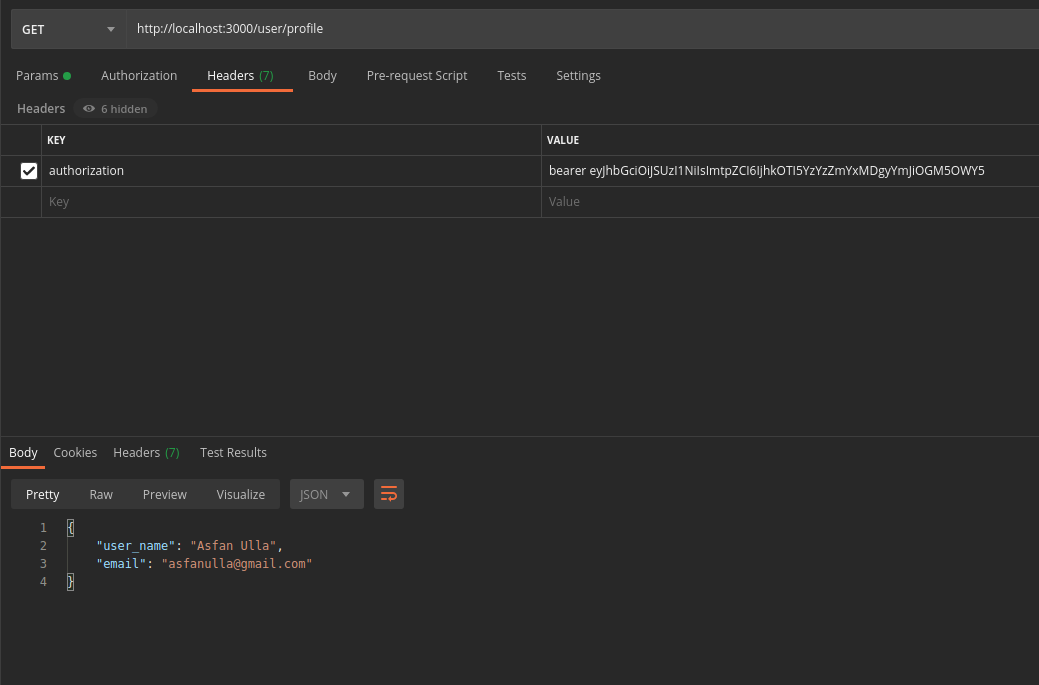 GET http://localhost:3000/user/profile
Params Authorization Headers (7) Body Pre-request Script Tests Settings
Headers 6 hidden
KEY VALUE
authorization bearer eyJhbGciOiJSUzI1NiIsImtpZCI6IjhkOTI5YzYzZmYxMDgyYmJiOGM5OWY5
Key Value
Body Cookies Headers (7) Test Results
Pretty Raw Preview Visualize JSON
1 {
2 "user_name": "Asfan Ulla",
3 "email": "asfanulla@gmail.com"
4 }